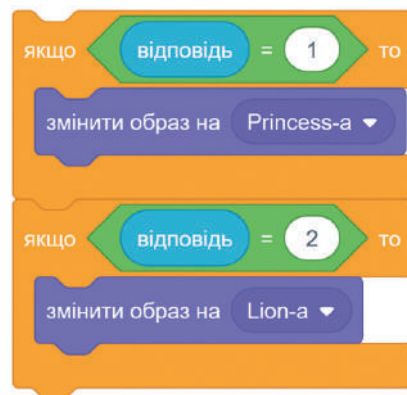 якщо відповідь = 1 то
змінити образ на Princess-a
якщо відповідь = 2 то
змінити образ на Lion-a